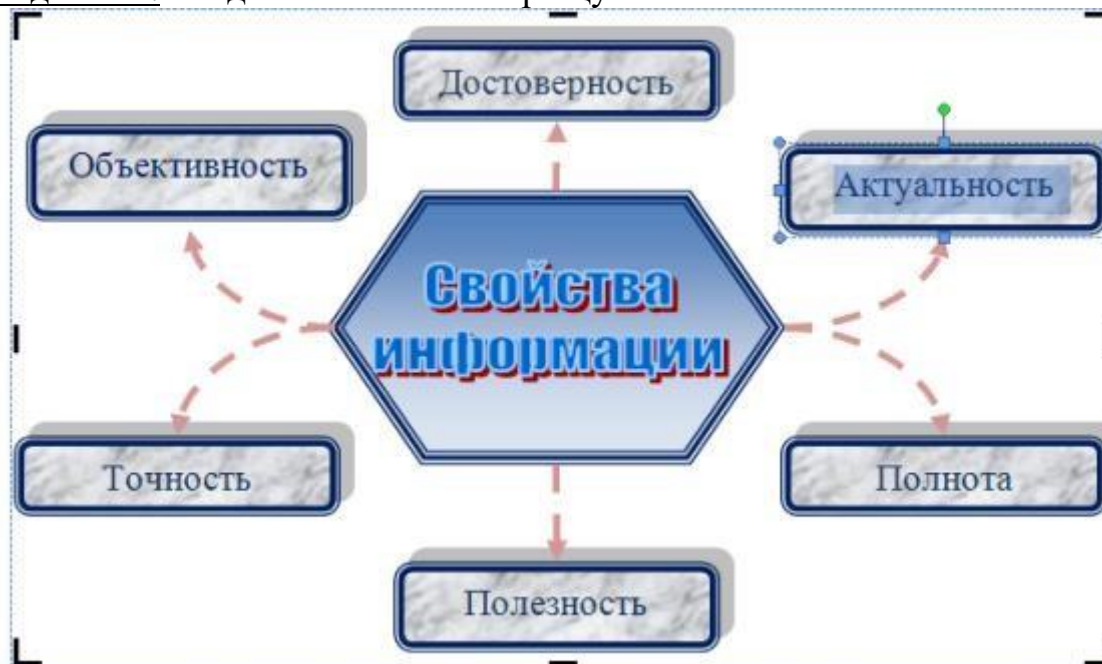 Достоверность
Объективность
Актуальность
Свойства
информации
Точность
Полнота
Полезность